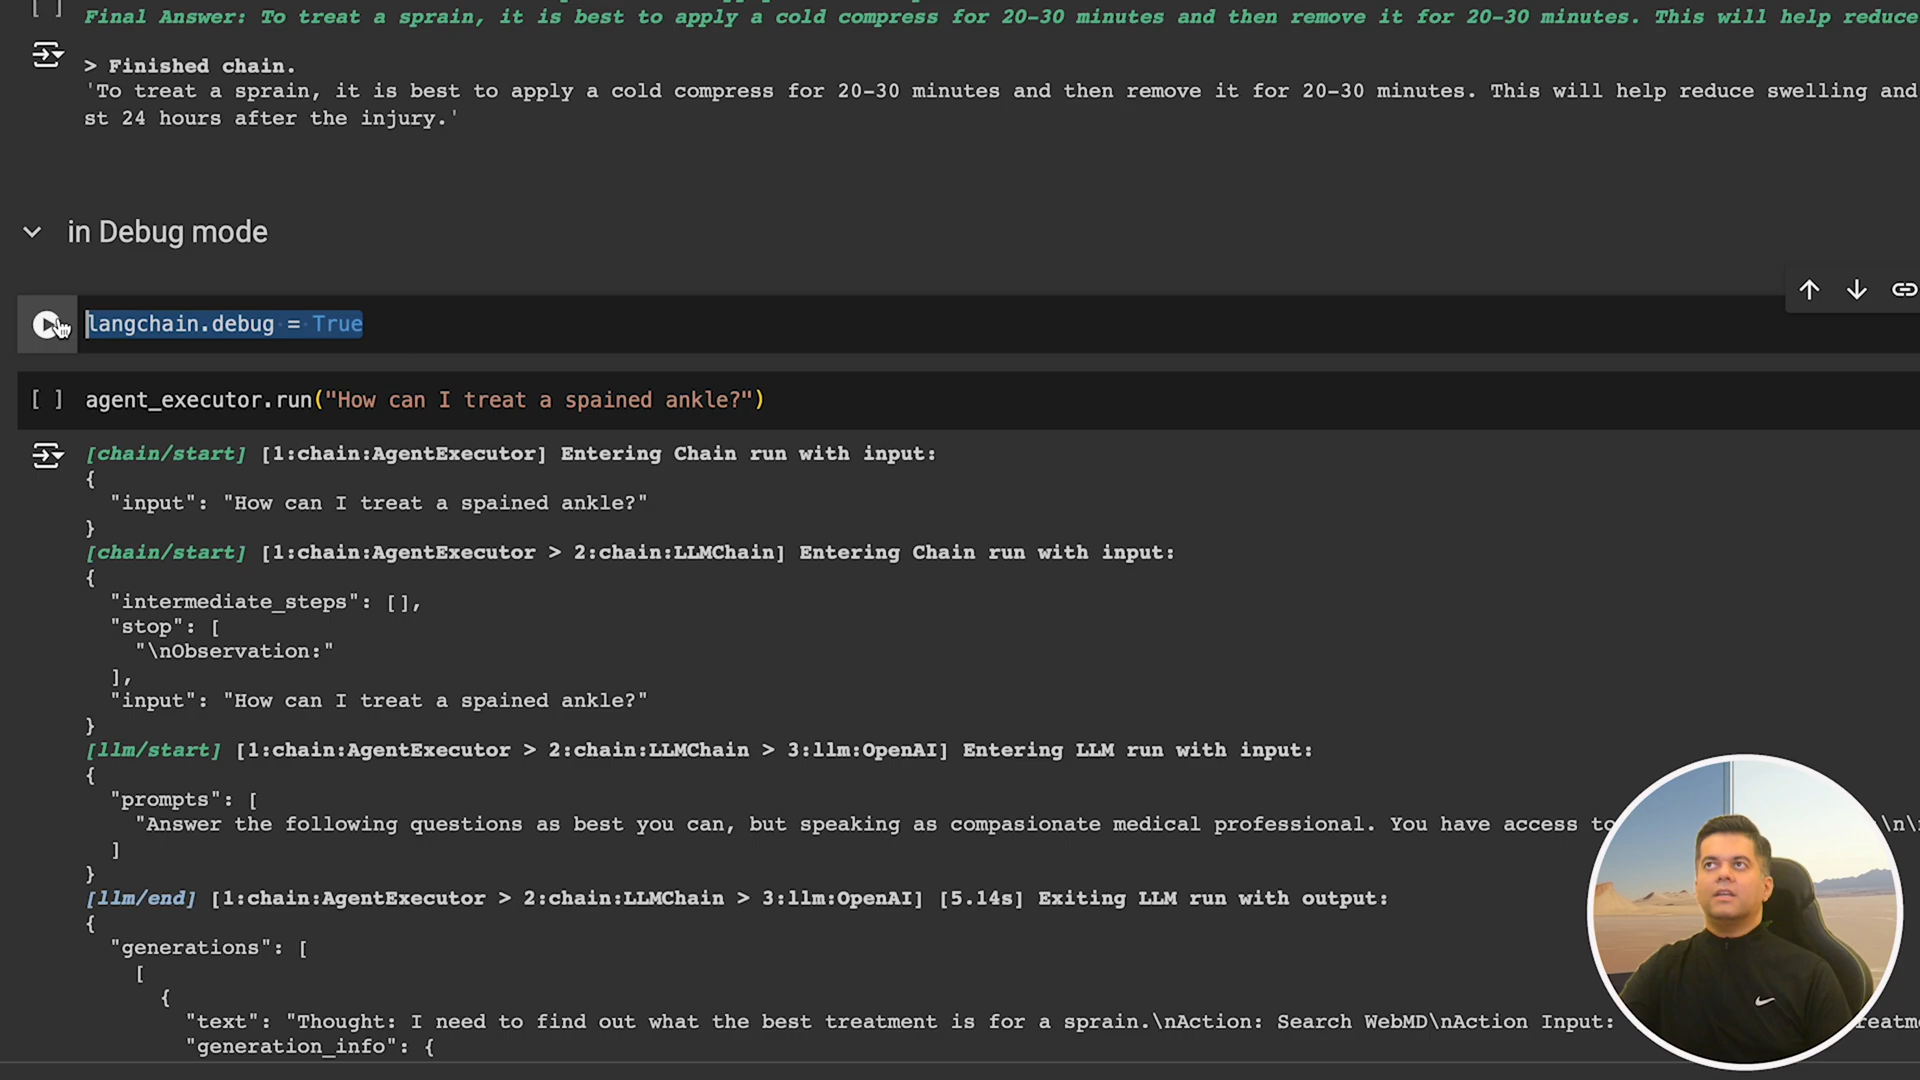 Final Answer: To treat a sprain, it is best to apply a cold compress for 20-30 minutes and then remove it for 20-30 minutes. This will help reduce
> Finished chain.
'To treat a sprain, it is best to apply a cold compress for 20-30 minutes and then remove it for 20-30 minutes. This will help reduce swelling and
st 24 hours after the injury.'
in Debug mode
langchain.debug = True
[ ] agent_executor.run("How can I treat a spained ankle?")
[chain/start] [1:chain:AgentExecutor] Entering Chain run with input:
{
"input": "How can I treat a spained ankle?"
}
[chain/start] [1:chain:AgentExecutor > 2:chain:LLMChain] Entering Chain run with input:
{
"intermediate_steps": [],
"stop": [
"\nObservation:"
],
"input": "How can I treat a spained ankle?"
}
[llm/start] [1:chain:AgentExecutor > 2:chain:LLMChain > 3:llm:OpenAI] Entering LLM run with input:
{
"prompts": [
"Answer the following questions as best you can, but speaking as compasionate medical professional. You have access to
]
}
[llm/end] [1:chain:AgentExecutor > 2:chain:LLMChain > 3:llm:OpenAI] [5.14s] Exiting LLM run with output:
{
"generations": [
[
{
"text": "Thought: I need to find out what the best treatment is for a sprain.\nAction: Search WebMD\nAction Input:
"generation_info": {